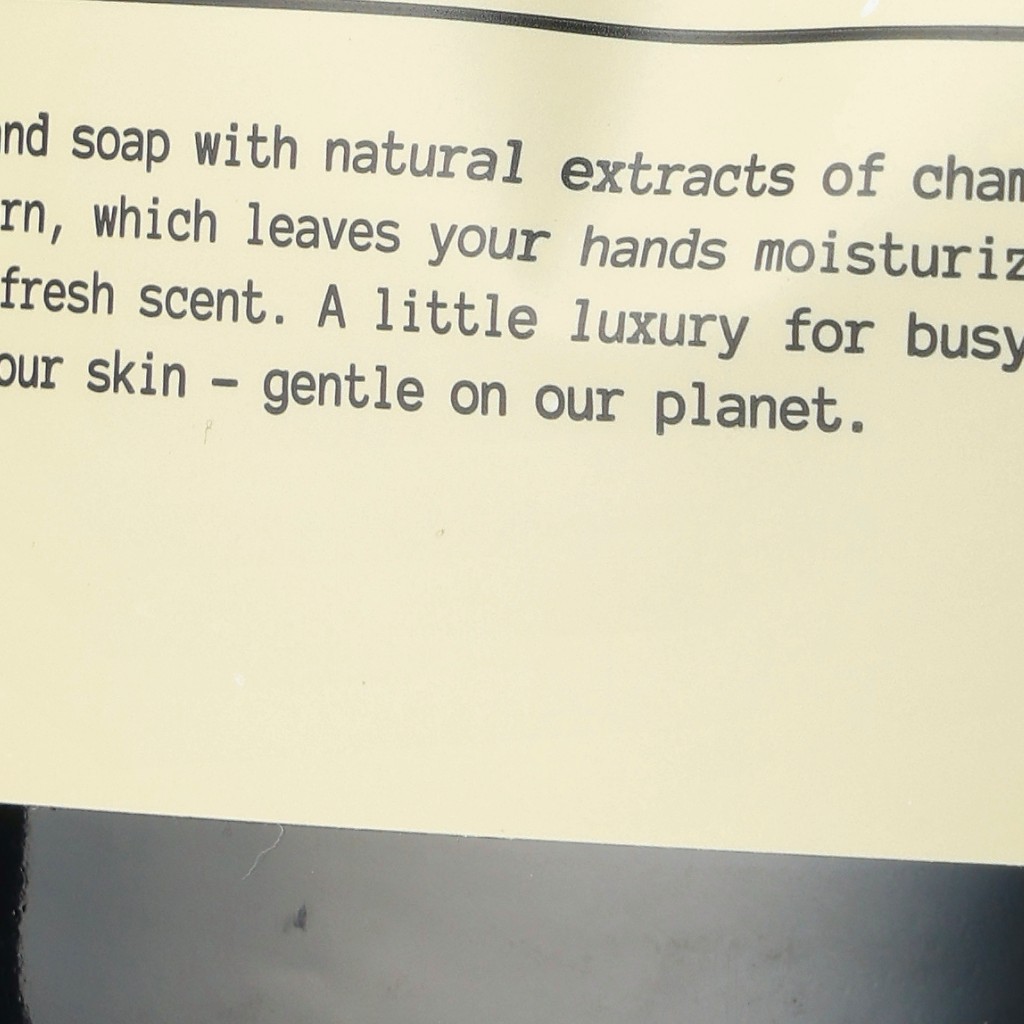 nd soap with natural extracts of cham
rn, which leaves your hands moisturiz
fresh scent. A little luxury for busy
our skin – gentle on our planet.